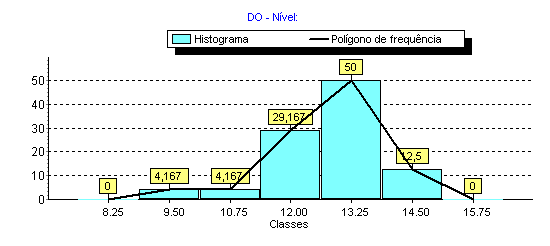 DO - Nível:
Histograma
Polígono de frequência
50
40
30
20
10
0
0
4,167
4,167
29,167
50
12,5
0
8.25 9.50 10.75 12.00 13.25 14.50 15.75
Classes